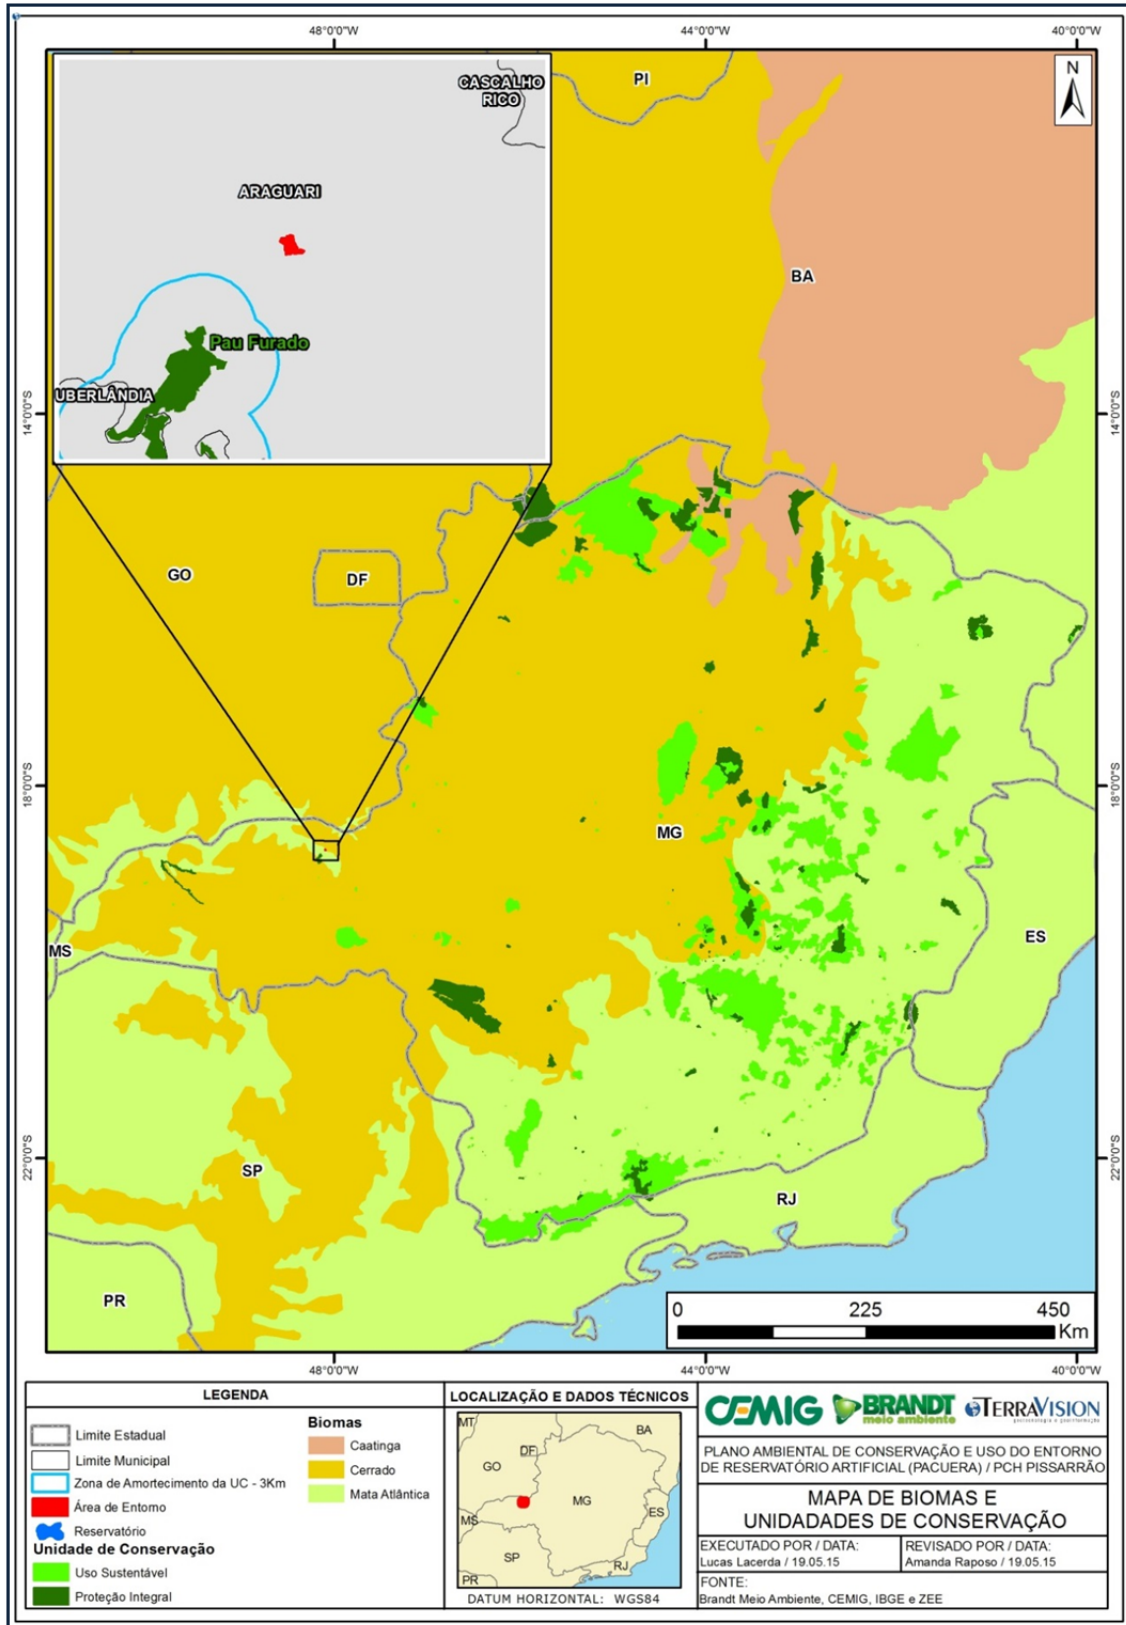 48°0'0"W
44°0'0"W
40°0'0"W
N
CASCALHO
RICO
ARAGUARI
Pau Furado
UBERLÂNDIA
PI
BA
14°0'0"S
14°0'0"S
GO
DF
18°0'0"S
18°0'0"S
MG
MS
ES
22°0'0"S
22°0'0"S
SP
RJ
PR
0 225 450
Km
48°0'0"W
44°0'0"W
40°0'0"W
LEGENDA
Limite Estadual
Limite Municipal
Zona de Amortecimento da UC - 3Km
Área de Entorno
Reservatório
Unidade de Conservação
Uso Sustentável
Proteção Integral
Biomas
Caatinga
Cerrado
Mata Atlântica
LOCALIZAÇÃO E DADOS TÉCNICOS
MT
BA
DF
GO
MG
MS
ES
SP
RJ
PR
DATUM HORIZONTAL: WGS84
CEMIG
BRANDT
meio ambiente
TERRAVISION
PLANO AMBIENTAL DE CONSERVAÇÃO E USO DO ENTORNO
DE RESERVATÓRIO ARTIFICIAL (PACUERA) / PCH PISSARRÃO
MAPA DE BIOMAS E
UNIDADADES DE CONSERVAÇÃO
EXECUTADO POR / DATA:
Lucas Lacerda / 19.05.15
REVISADO POR / DATA:
Amanda Raposo / 19.05.15
FONTE:
Brandt Meio Ambiente, CEMIG, IBGE e ZEE